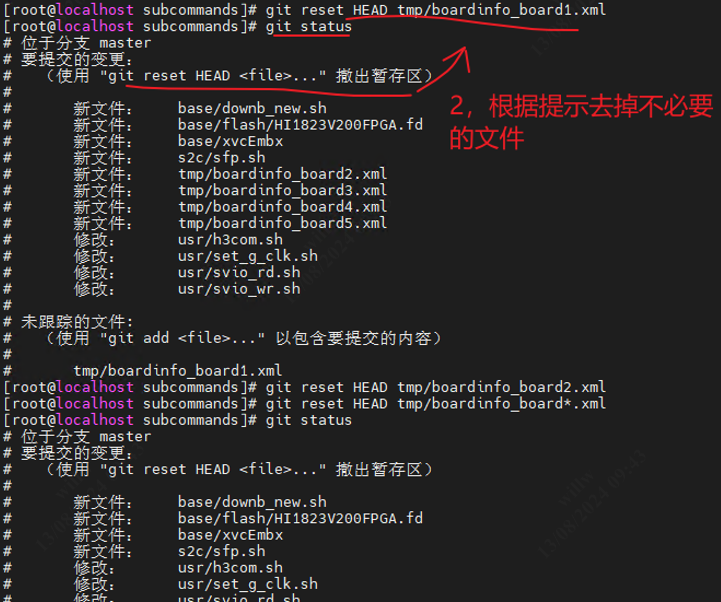 [root@localhost subcommands]# git reset HEAD tmp/boardinfo_board1.xml
[root@localhost subcommands]# git status
# 位于分支 master
# 要提交的变更：
#   （使用 "git reset HEAD <file>..." 撤出暂存区）
#
#       新文件：    base/downb_new.sh
#       新文件：    base/flash/HI1823V200FPGA.fd
#       新文件：    base/xvcEmbx
#       新文件：    s2c/sfp.sh
#       新文件：    tmp/boardinfo_board2.xml
#       新文件：    tmp/boardinfo_board3.xml
#       新文件：    tmp/boardinfo_board4.xml
#       新文件：    tmp/boardinfo_board5.xml
#       修改：      usr/h3com.sh
#       修改：      usr/set_g_clk.sh
#       修改：      usr/svio_rd.sh
#       修改：      usr/svio_wr.sh
#
# 未跟踪的文件:
#   （使用 "git add <file>..." 以包含要提交的内容）
#
#       tmp/boardinfo_board1.xml
[root@localhost subcommands]# git reset HEAD tmp/boardinfo_board2.xml
[root@localhost subcommands]# git reset HEAD tmp/boardinfo_board*.xml
[root@localhost subcommands]# git status
# 位于分支 master
# 要提交的变更：
#   （使用 "git reset HEAD <file>..." 撤出暂存区）
#
#       新文件：    base/downb_new.sh
#       新文件：    base/flash/HI1823V200FPGA.fd
#       新文件：    base/xvcEmbx
#       新文件：    s2c/sfp.sh
#       修改：      usr/h3com.sh
#       修改：      usr/set_g_clk.sh
#       修改：      usr/svio_rd.sh
2，根据提示去掉不必要
的文件
13/08/2024 09:43